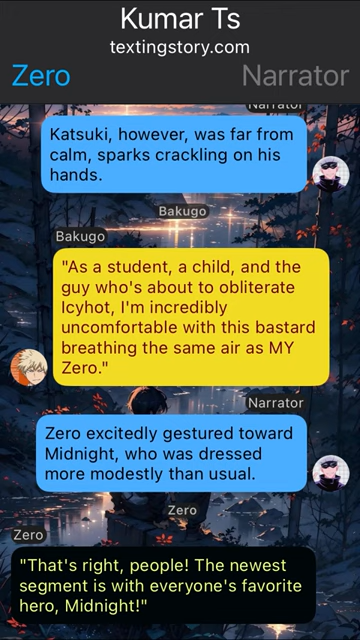 Kumar Ts
textingstory.com
Zero Narrator
Narrator
Katsuki, however, was far from
calm, sparks crackling on his
hands.
Bakugo
Bakugo
"As a student, a child, and the
guy who's about to obliterate
Icyhot, I'm incredibly
uncomfortable with this bastard
breathing the same air as MY
Zero."
Narrator
Zero excitedly gestured toward
Midnight, who was dressed
more modestly than usual.
Zero
Zero
"That's right, people! The newest
segment is with everyone's favorite
hero, Midnight!"